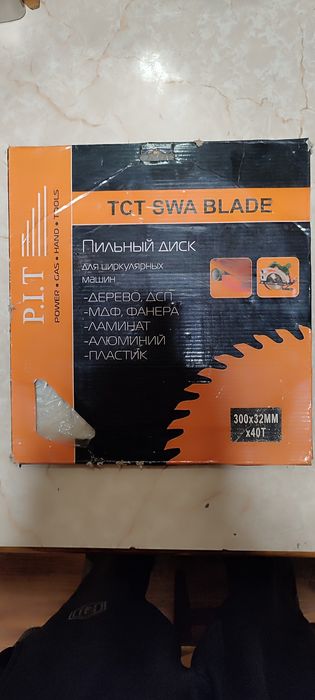 P.I.T
POWER • GAS • HAND • TOOLS
TCT SWA BLADE
ПИЛЬНЫЙ ДИСК
для циркулярных
машин
-ДЕРЕВО, ДСП
-МДФ, ФАНЕРА
-ЛАМИНАТ
-АЛЮМИНИЙ
-ПЛАСТИК
300x32MM
x40T